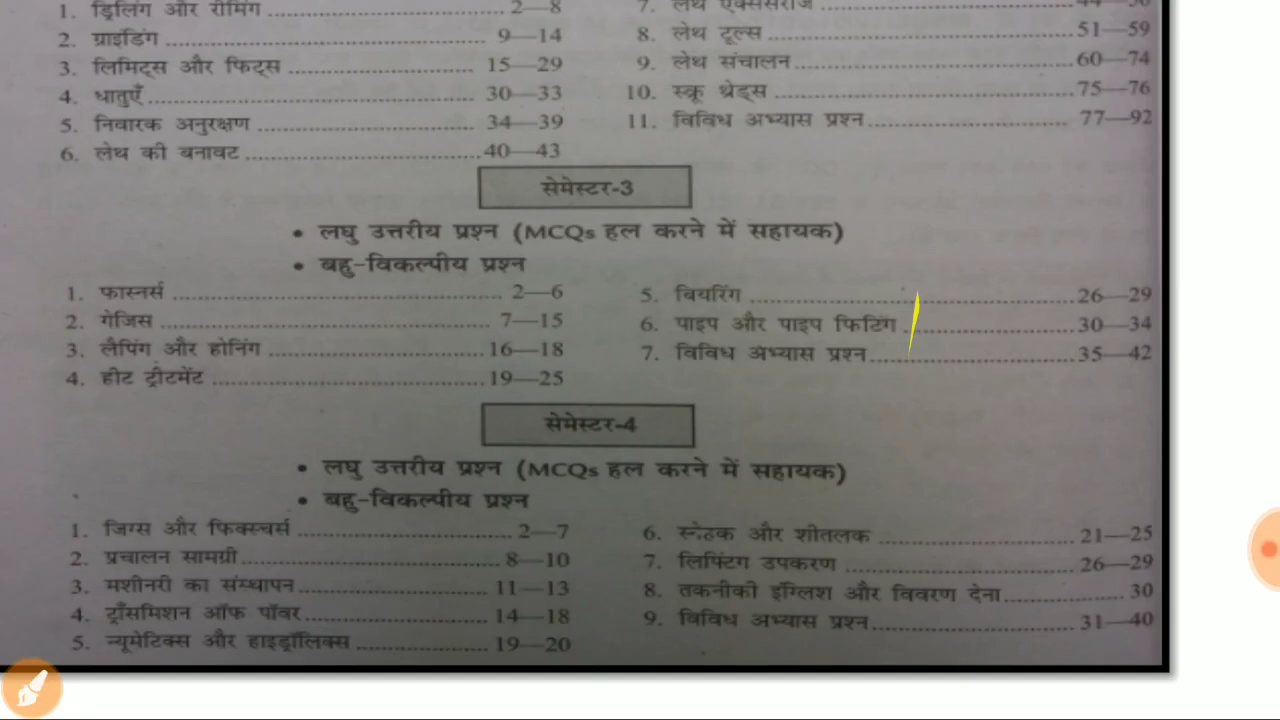 1. ड्रिलिंग और रीमिंग 2—8
2. ग्राइंडिंग 9—14
3. लिमिट्स और फिट्स 15—29
4. धातुएँ 30—33
5. निवारक अनुरक्षण 34—39
6. लेथ की बनावट 40—43
7. लेथ एक्सेसरीज
8. लेथ टूल्स 51—59
9. लेथ संचालन 60—74
10. स्क्रू थ्रेड्स 75—76
11. विविध अभ्यास प्रश्न 77—92
सेमेस्टर-3
• लघु उत्तरीय प्रश्न (MCQs हल करने में सहायक)
• बहु-विकल्पीय प्रश्न
1. फास्नर्स 2—6
2. गेजिस 7—15
3. लैपिंग और होनिंग 16—18
4. हीट ट्रीटमेंट 19—25
5. बियरिंग 26—29
6. पाइप और पाइप फिटिंग 30—34
7. विविध अभ्यास प्रश्न 35—42
सेमेस्टर-4
• लघु उत्तरीय प्रश्न (MCQs हल करने में सहायक)
• बहु-विकल्पीय प्रश्न
1. जिग्स और फिक्स्चर्स 2—7
2. प्रचालन सामग्री 8—10
3. मशीनरी का संस्थापन 11—13
4. ट्राँसमिशन ऑफ पॉवर 14—18
5. न्यूमेटिक्स और हाइड्रॉलिक्स 19—20
6. स्नेहक और शीतलक 21—25
7. लिफ्टिंग उपकरण 26—29
8. तकनीकी इंग्लिश और विवरण देना 30
9. विविध अभ्यास प्रश्न 31—40